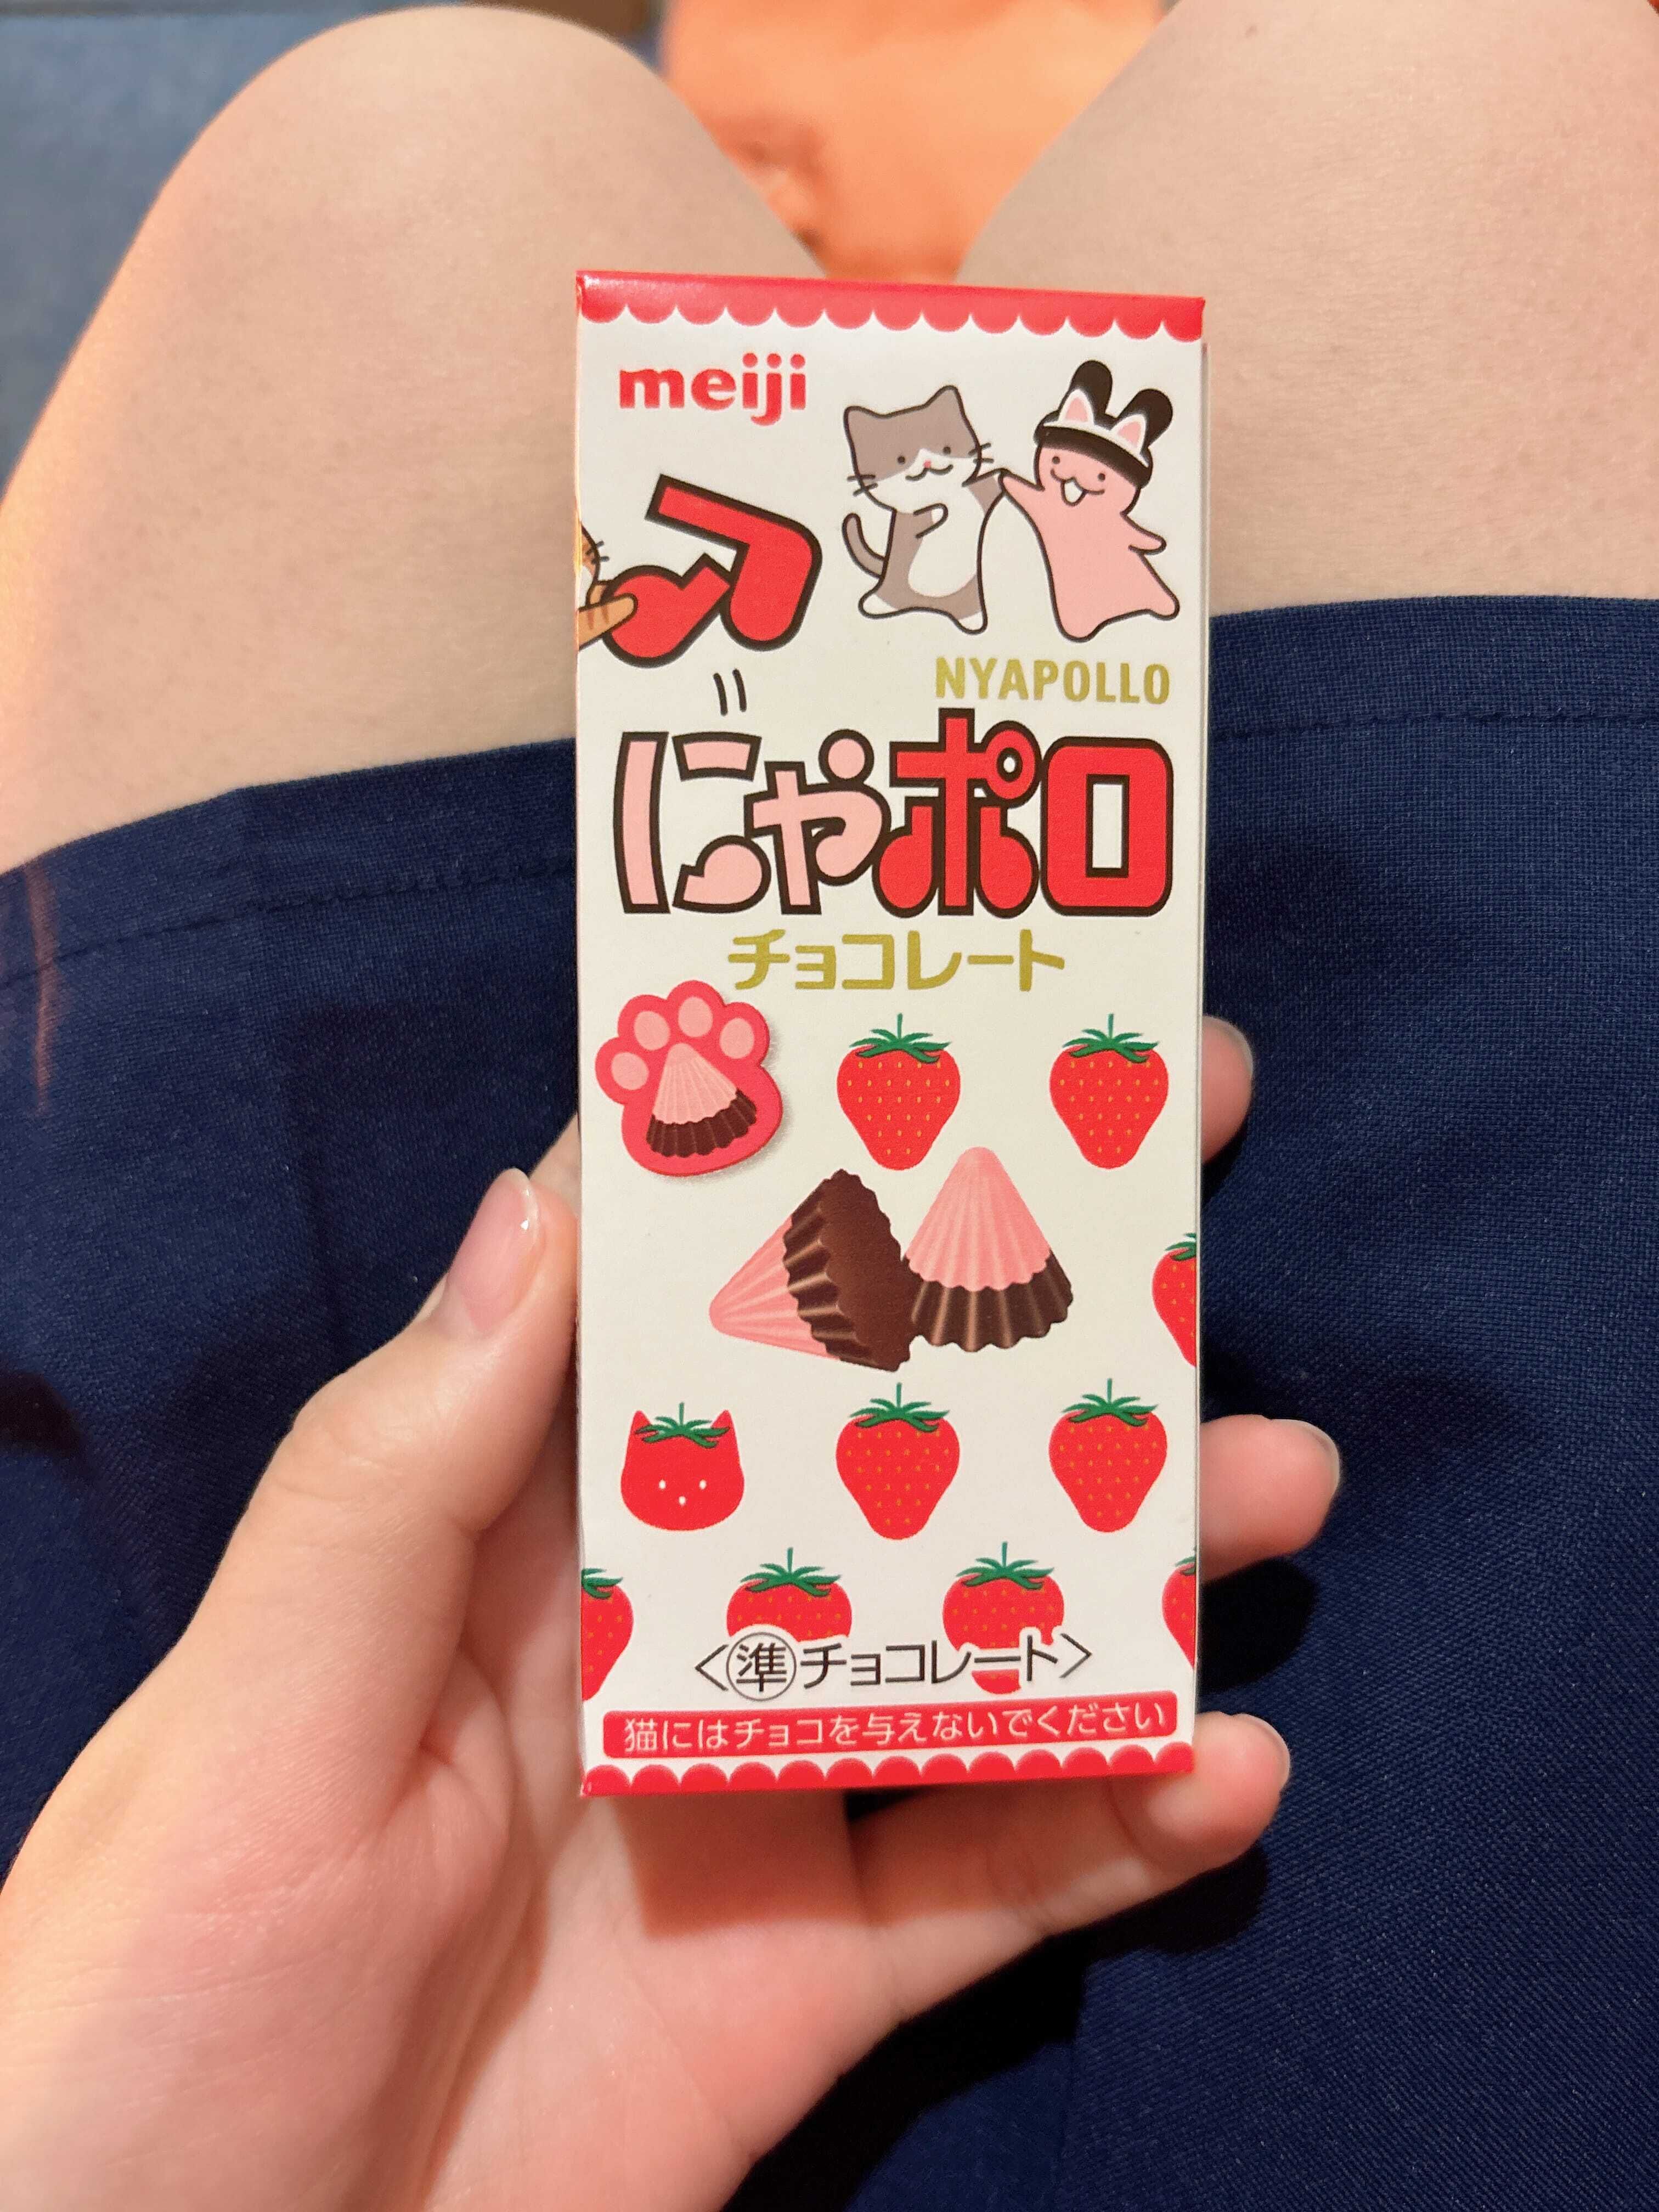 meiji
ア
NYAPOLLO
にゃポロ
チョコレート
<準チョコレート>
猫にはチョコを与えないでください